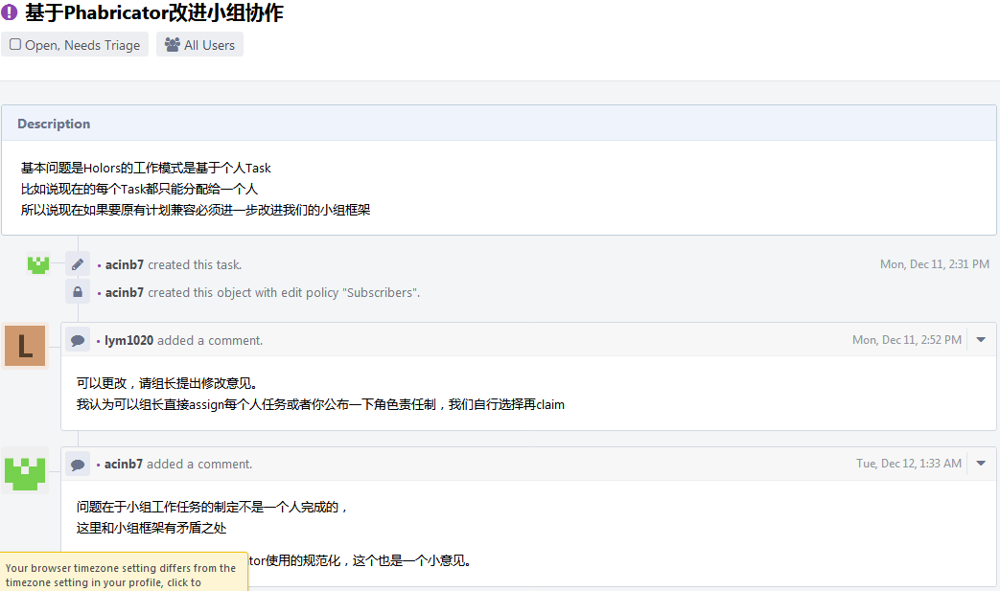 基于Phabricator改进小组协作
Open, Needs Triage
All Users
Description
基本问题是Holors的工作模式是基于个人Task
比如说现在的每个Task都只能分配给一个人
所以说现在如果要原有计划兼容必须进一步改进我们的小组框架
• acinb7 created this task.
Mon, Dec 11, 2:31 PM
• acinb7 created this object with edit policy "Subscribers".
L
• lym1020 added a comment.
Mon, Dec 11, 2:52 PM
可以更改，请组长提出修改意见。
我认为可以组长直接assign每个人任务或者你公布一下角色责任制，我们自行选择再claim
• acinb7 added a comment.
Tue, Dec 12, 1:33 AM
问题在于小组工作任务的制定不是一个人完成的，
这里和小组框架有矛盾之处
tor使用的规范化，这个也是一个小意见。
Your browser timezone setting differs from the
timezone setting in your profile, click to